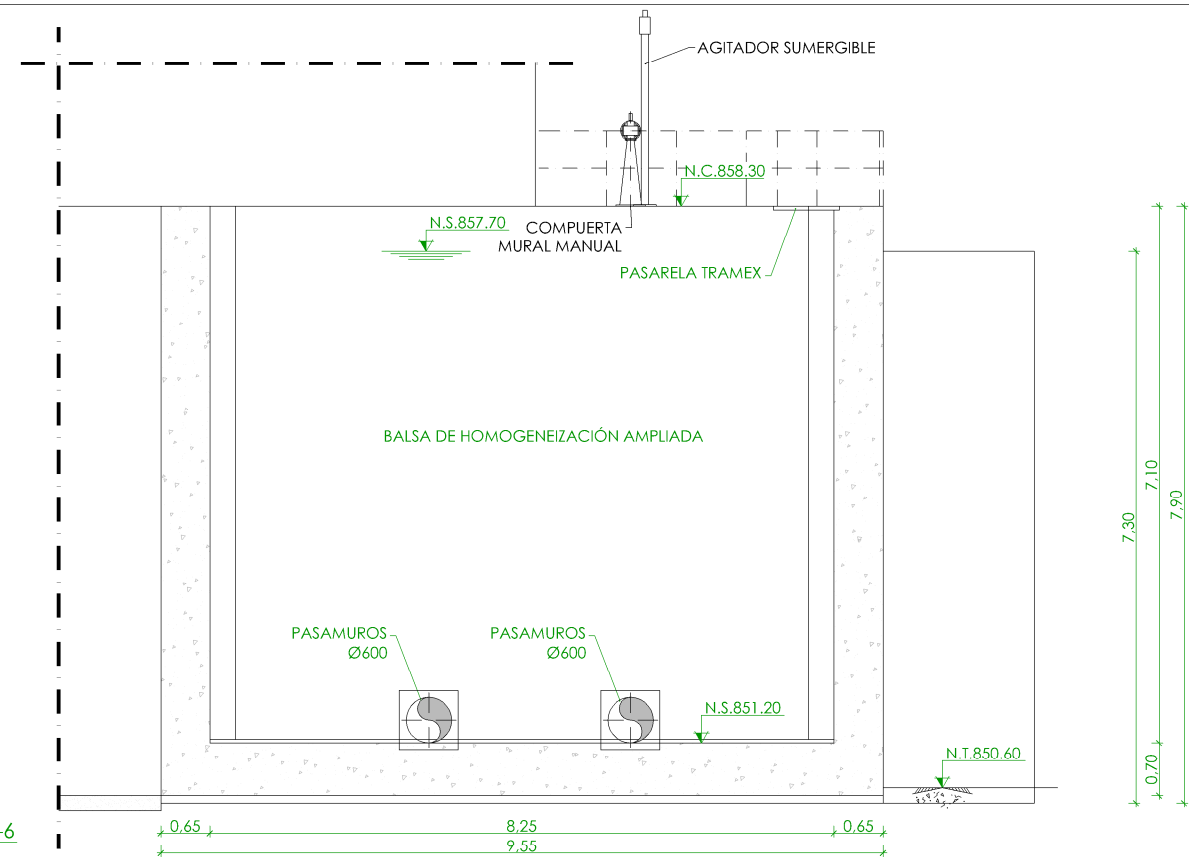 AGITADOR SUMERGIBLE
N.C.858.30
N.S.857.70
COMPUERTA
MURAL MANUAL
PASARELA TRAMEX
BALSA DE HOMOGENEIZACIÓN AMPLIADA
7,10
7,90
7,30
PASAMUROS
Ø600
PASAMUROS
Ø600
N.S.851.20
N.T.850.60
0,70
-6
0,65
8,25
0,65
9,55